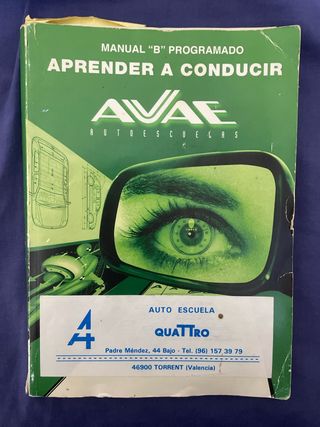 MANUAL "B" PROGRAMADO
APRENDER A CONDUCIR
AVAE
AUTOESCUELAS
AUTO ESCUELA
QUATTRO
Padre Méndez, 44 Bajo - Tel. (96) 157 39 79
46900 TORRENT (Valencia)